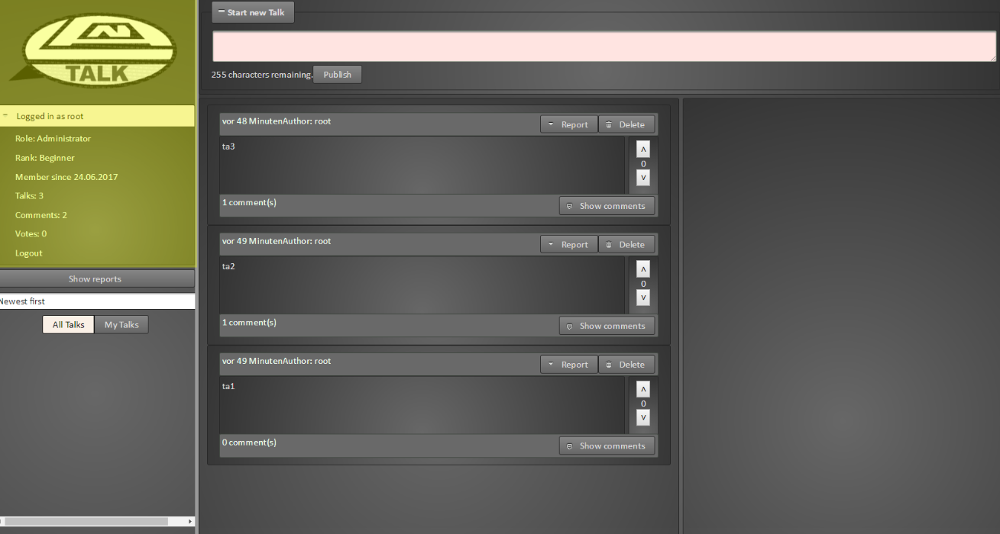 TALK
Logged in as root
Role: Administrator
Rank: Beginner
Member since 24.06.2017
Talks: 3
Comments: 2
Votes: 0
Logout
Show reports
Newest first
All Talks My Talks
Start new Talk
255 characters remaining. Publish
vor 48 MinutenAuthor: root Report Delete
ta3
0
1 comment(s) Show comments
vor 49 MinutenAuthor: root Report Delete
ta2
0
1 comment(s) Show comments
vor 49 MinutenAuthor: root Report Delete
ta1
0
0 comment(s) Show comments